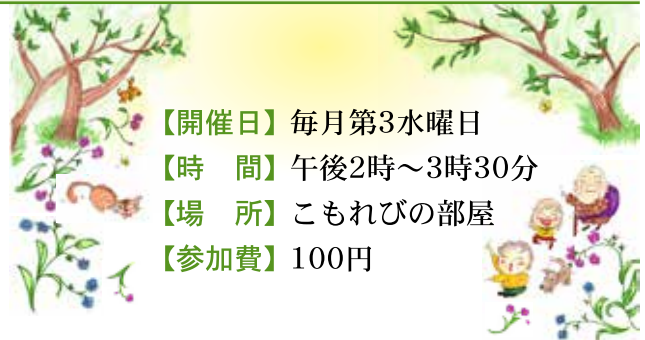 【開催日】毎月第3水曜日
【時　間】午後2時～3時30分
【場　所】こもれびの部屋
【参加費】100円